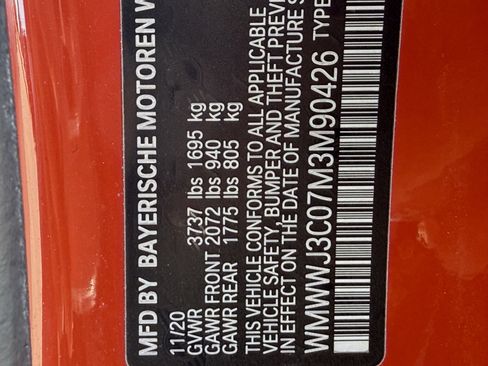 MFD BY BAYERISCHE MOTOREN W
11/20
GVWR 3737 lbs 1695 kg
GAWR FRONT 2072 lbs 940 kg
GAWR REAR 1775 lbs 805 kg
THIS VEHICLE CONFORMS TO ALL APPLICABLE
VEHICLE SAFETY, BUMPER AND THEFT PREVE
IN EFFECT ON THE DATE OF MANUFACTURE S
WMWWJ3C07M3M90426 TYPE